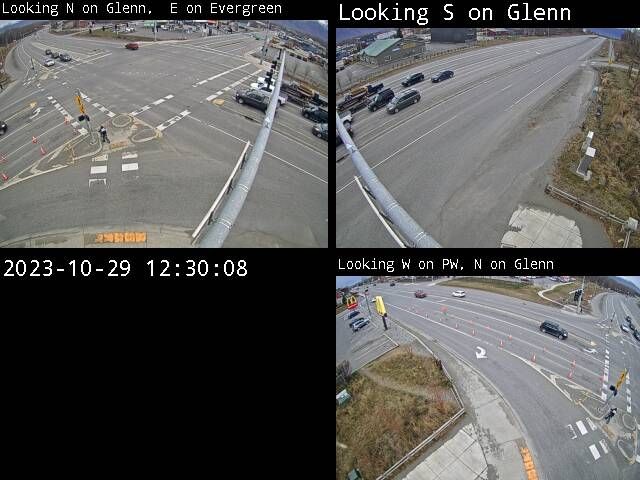 Looking N on Glenn,  E on Evergreen
Looking S on Glenn
2023-10-29 12:30:08
Looking W on PW, N on Glenn